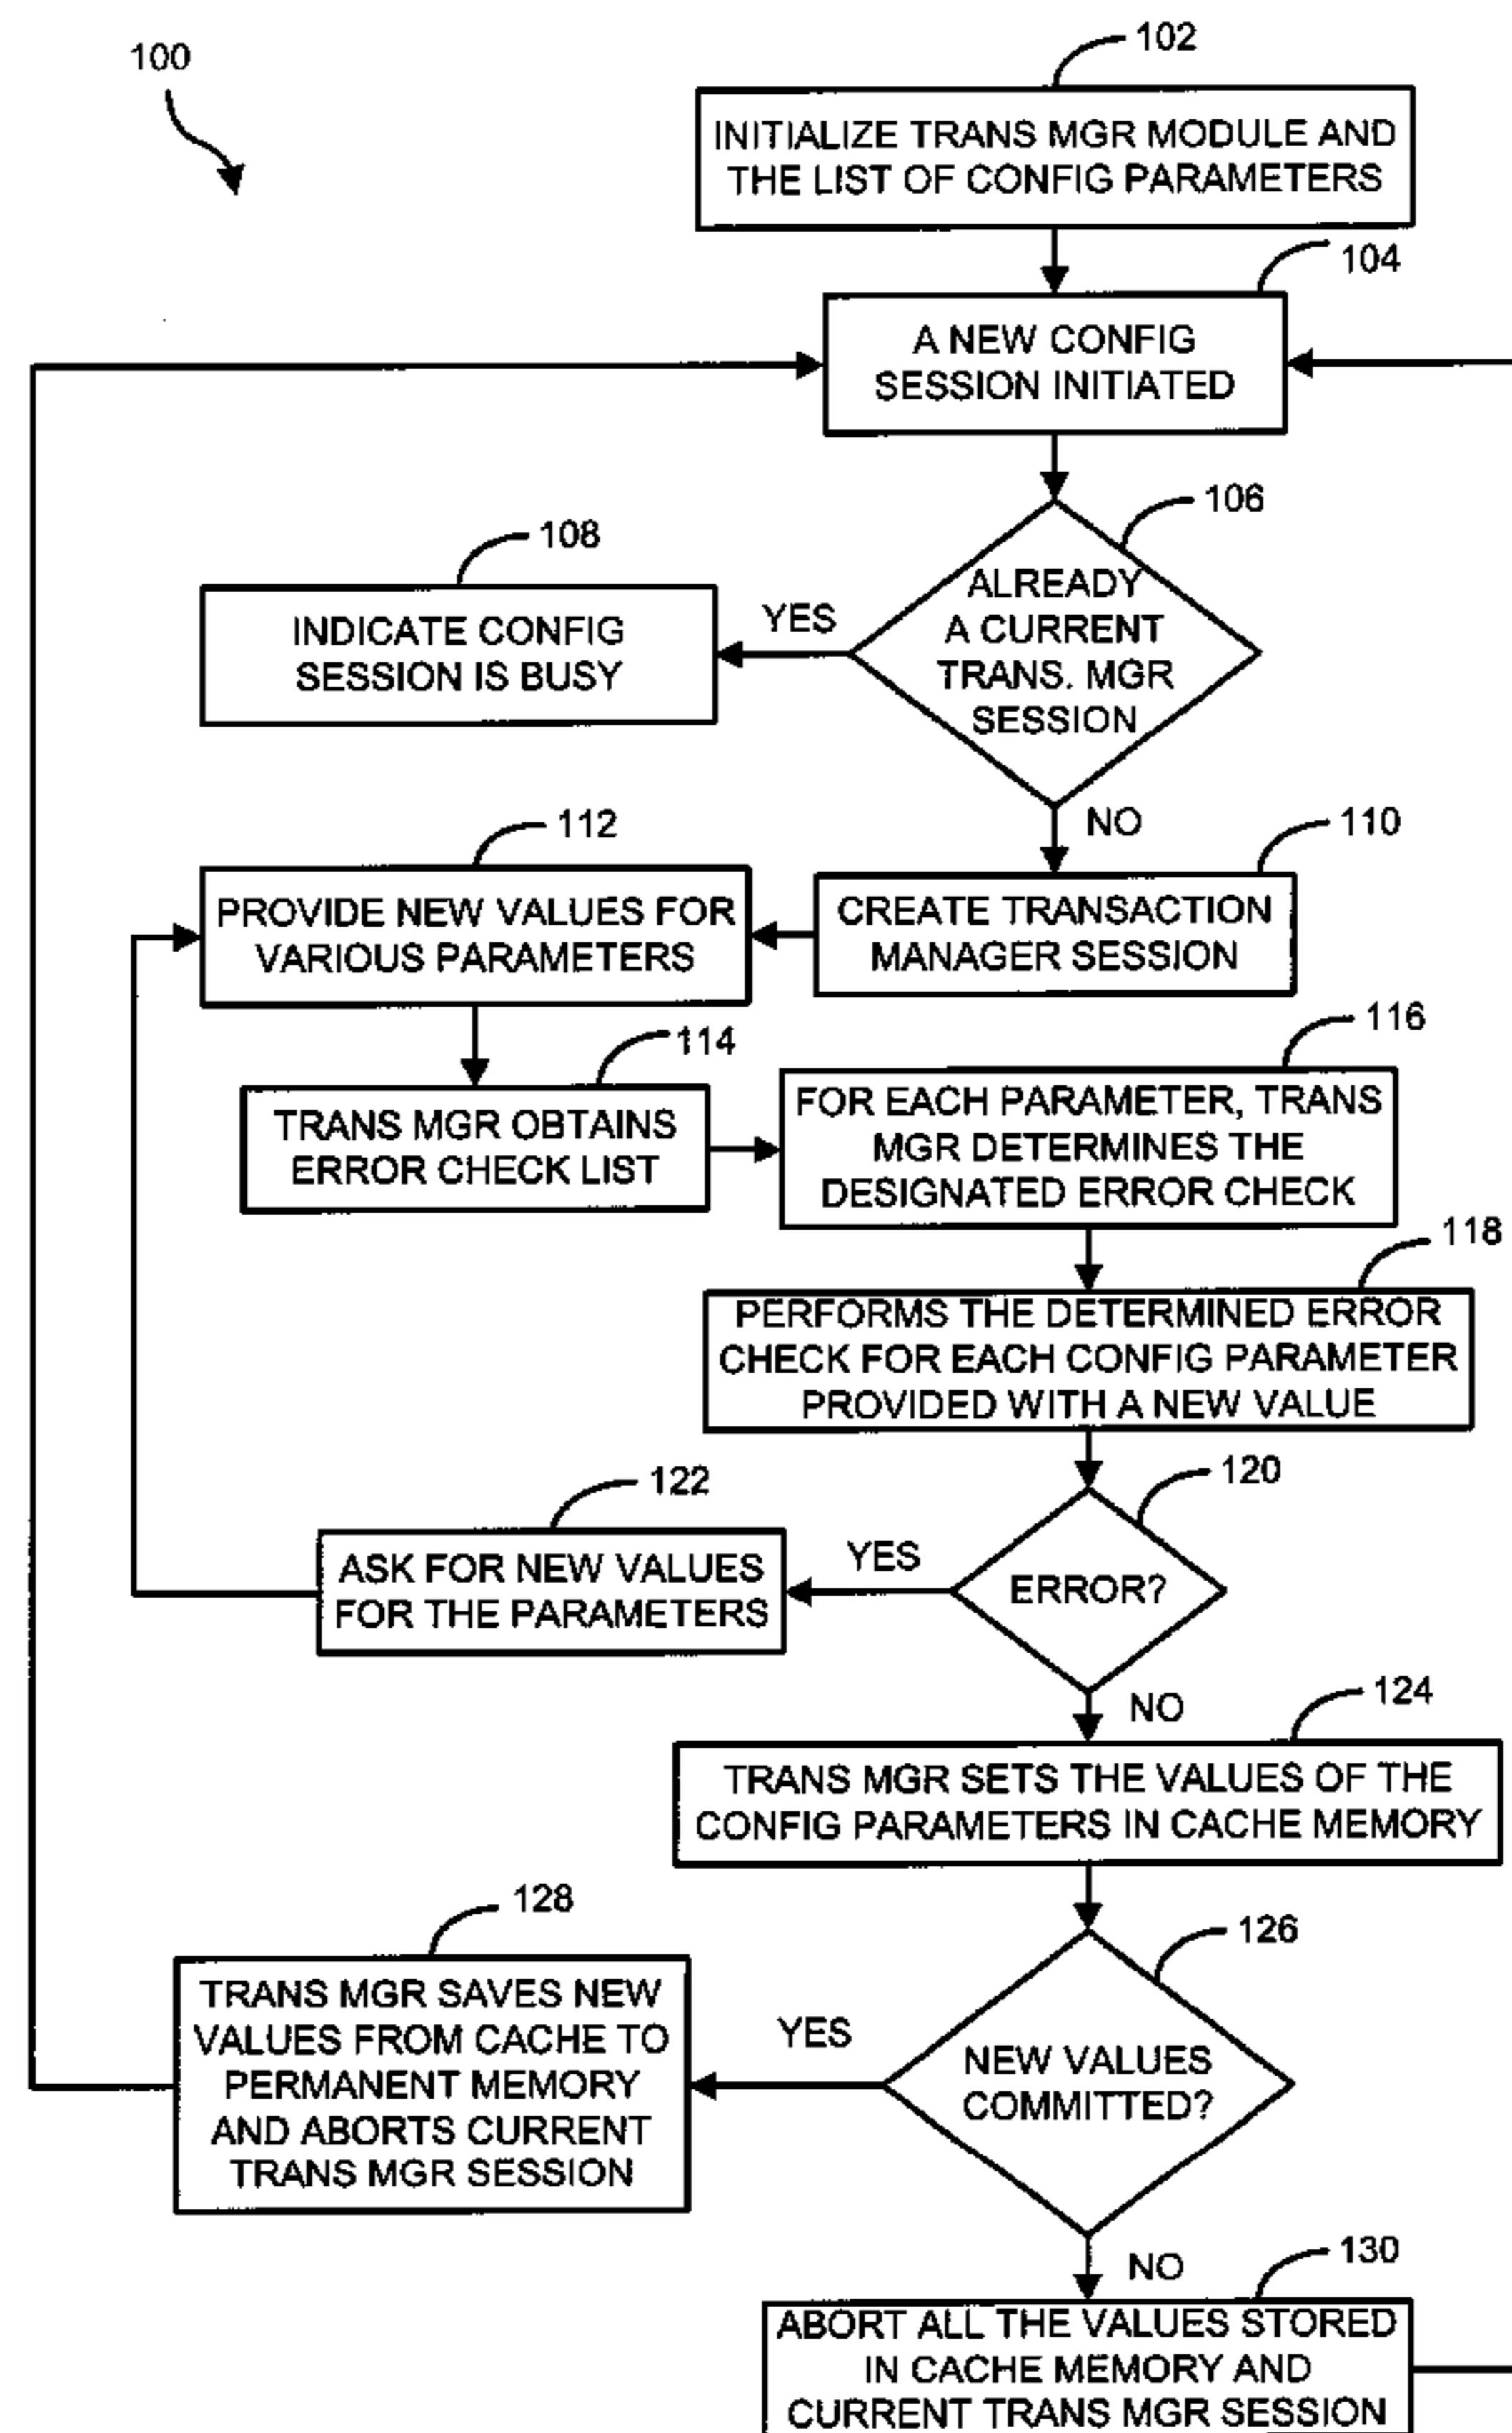 100
102
INITIALIZE TRANS MGR MODULE AND
THE LIST OF CONFIG PARAMETERS
104
A NEW CONFIG
SESSION INITIATED
106
ALREADY
A CURRENT
TRANS. MGR
SESSION
YES
108
INDICATE CONFIG
SESSION IS BUSY
NO
110
CREATE TRANSACTION
MANAGER SESSION
112
PROVIDE NEW VALUES FOR
VARIOUS PARAMETERS
114
TRANS MGR OBTAINS
ERROR CHECK LIST
116
FOR EACH PARAMETER, TRANS
MGR DETERMINES THE
DESIGNATED ERROR CHECK
118
PERFORMS THE DETERMINED ERROR
CHECK FOR EACH CONFIG PARAMETER
PROVIDED WITH A NEW VALUE
120
ERROR?
YES
122
ASK FOR NEW VALUES
FOR THE PARAMETERS
NO
124
TRANS MGR SETS THE VALUES OF THE
CONFIG PARAMETERS IN CACHE MEMORY
126
NEW VALUES
COMMITTED?
YES
128
TRANS MGR SAVES NEW
VALUES FROM CACHE TO
PERMANENT MEMORY
AND ABORTS CURRENT
TRANS MGR SESSION
NO
130
ABORT ALL THE VALUES STORED
IN CACHE MEMORY AND
CURRENT TRANS MGR SESSION